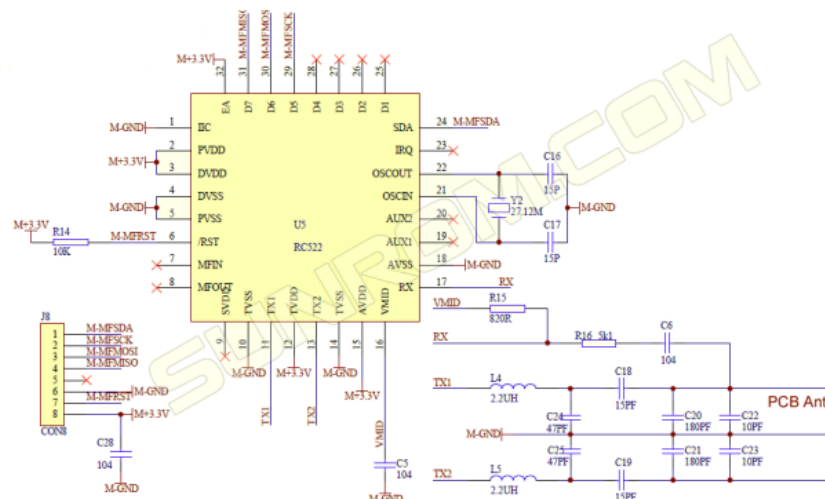 M-MFMOS
M-MFSCK
M+3.3V
32
31
30
29
28
27
26
25
EA
D7
D6
D5
D4
D3
D2
D1
M-GND
1
IIC
SDA
24
M-MFSDA
2
PVDD
IRQ
23
M+3.3V
3
DVDD
OSCOUT
22
C16
15P
4
DVSS
OSCIN
21
Y2
27.12M
M-GND
M-GND
5
PVSS
U5
AUX2
20
M+3.3V
R14
10K
M-MFRST
6
/RST
RC522
AUX1
19
C17
15P
7
MFIN
AVSS
18
M-GND
8
MFOUT
RX
17
RX
SVDD
TVSS
TX1
TVDD
TX2
TVSS
AVDD
VMID
9
10
11
12
13
14
15
16
M-GND
M+3.3V
M-GND
M+3.3V
TX1
TX2
VMID
C5
104
M-GND
J8
1
M-MFSDA
2
M-MFSCK
3
M-MFMOSI
4
M-MFMISO
5
6
M-GND
7
M-MFRST
8
M+3.3V
CON8
C28
104
M-GND
VMID
R15
820R
RX
R16 5k1
C6
104
TX1
L4
2.2UH
C18
15PF
PCB Ant
C24
47PF
C20
180PF
C22
10PF
M-GND
C25
47PF
C21
180PF
C23
10PF
TX2
L5
2.2UH
C19
15PF
SUNROM.COM